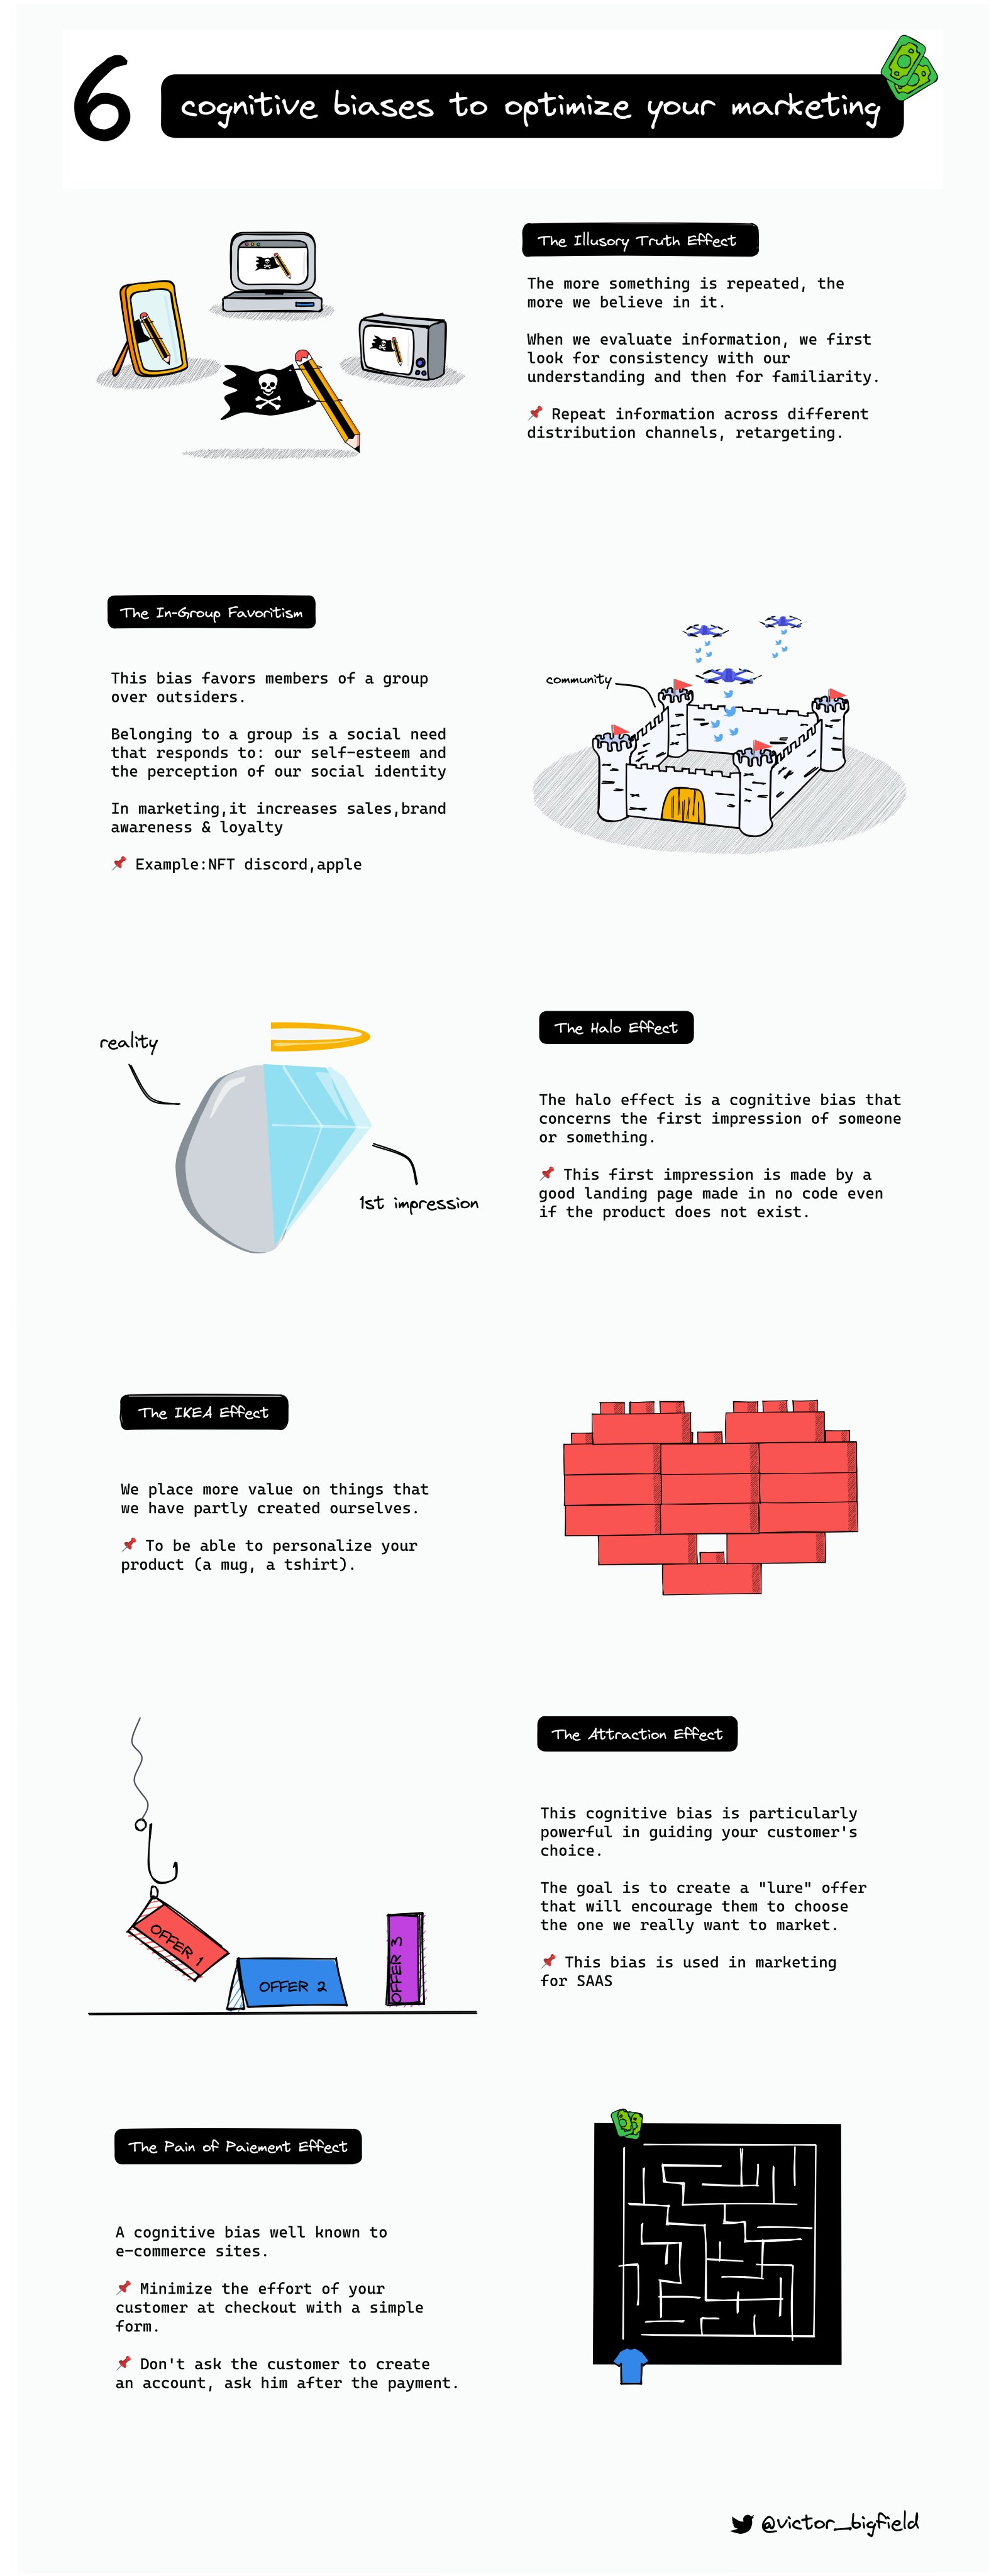 6
cognitive biases to optimize your marketing
The Illusory Truth Effect
The more something is repeated, the
more we believe in it.
When we evaluate information, we first
look for consistency with our
understanding and then for familiarity.
📌 Repeat information across different
distribution channels, retargeting.
The In-Group Favoritism
This bias favors members of a group
over outsiders.
Belonging to a group is a social need
that responds to: our self-esteem and
the perception of our social identity
In marketing,it increases sales,brand
awareness & loyalty
📌 Example:NFT discord,apple
community
reality
1st impression
The Halo Effect
The halo effect is a cognitive bias that
concerns the first impression of someone
or something.
📌 This first impression is made by a
good landing page made in no code even
if the product does not exist.
The IKEA Effect
We place more value on things that
we have partly created ourselves.
📌 To be able to personalize your
product (a mug, a tshirt).
OFFER 1
OFFER 2
OFFER 3
The Attraction Effect
This cognitive bias is particularly
powerful in guiding your customer's
choice.
The goal is to create a "lure" offer
that will encourage them to choose
the one we really want to market.
📌 This bias is used in marketing
for SAAS
The Pain of Paiement Effect
A cognitive bias well known to
e-commerce sites.
📌 Minimize the effort of your
customer at checkout with a simple
form.
📌 Don't ask the customer to create
an account, ask him after the payment.
@victor_bigfield